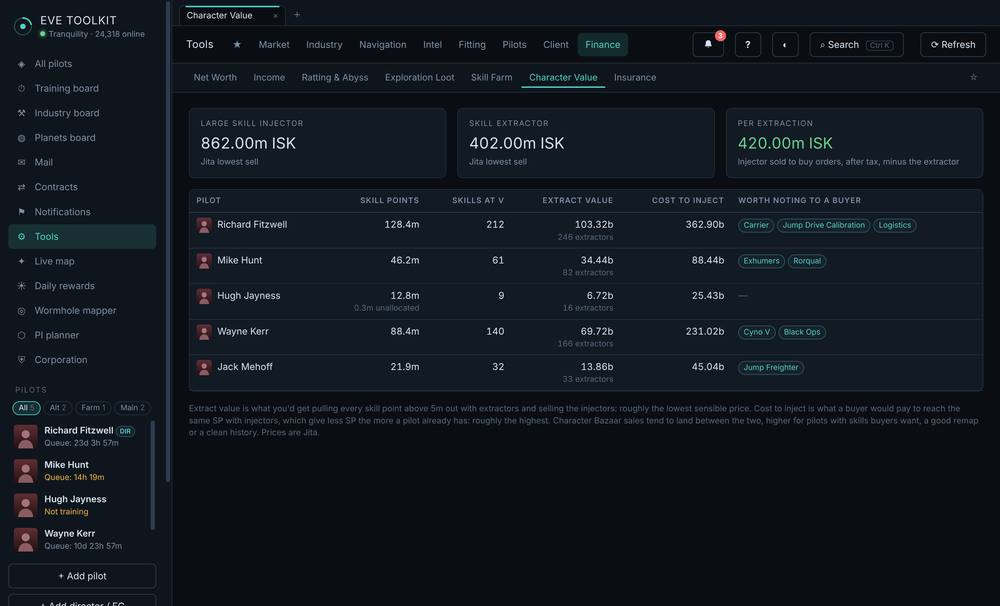 EVE TOOLKIT
Tranquility · 24,318 online
All pilots
Training board
Industry board
Planets board
Mail
Contracts
Notifications
Tools
Live map
Daily rewards
Wormhole mapper
PI planner
Corporation
PILOTS
All 5 Alt 2 Farm 1 Main 2
Richard Fitzwell DIR
Queue: 23d 3h 57m
Mike Hunt
Queue: 14h 19m
Hugh Jayness
Not training
Wayne Kerr
Queue: 10d 23h 57m
+ Add pilot
+ Add director / FC
Character Value × +
Tools ★ Market Industry Navigation Intel Fitting Pilots Client Finance 3 ? Search Ctrl K Refresh
Net Worth Income Ratting & Abyss Exploration Loot Skill Farm Character Value Insurance
LARGE SKILL INJECTOR
862.00m ISK
Jita lowest sell
SKILL EXTRACTOR
402.00m ISK
Jita lowest sell
PER EXTRACTION
420.00m ISK
Injector sold to buy orders, after tax, minus the extractor
PILOT SKILL POINTS SKILLS AT V EXTRACT VALUE COST TO INJECT WORTH NOTING TO A BUYER
Richard Fitzwell 128.4m 212 103.32b 362.90b Carrier Jump Drive Calibration Logistics
246 extractors
Mike Hunt 46.2m 61 34.44b 88.44b Exhumers Rorqual
82 extractors
Hugh Jayness 12.8m 9 6.72b 25.43b —
0.3m unallocated 16 extractors
Wayne Kerr 88.4m 140 69.72b 231.02b Cyno V Black Ops
166 extractors
Jack Mehoff 21.9m 32 13.86b 45.04b Jump Freighter
33 extractors
Extract value is what you'd get pulling every skill point above 5m out with extractors and selling the injectors: roughly the lowest sensible price. Cost to inject is what a buyer would pay to reach the
same SP with injectors, which give less SP the more a pilot already has: roughly the highest. Character Bazaar sales tend to land between the two, higher for pilots with skills buyers want, a good remap
or a clean history. Prices are Jita.